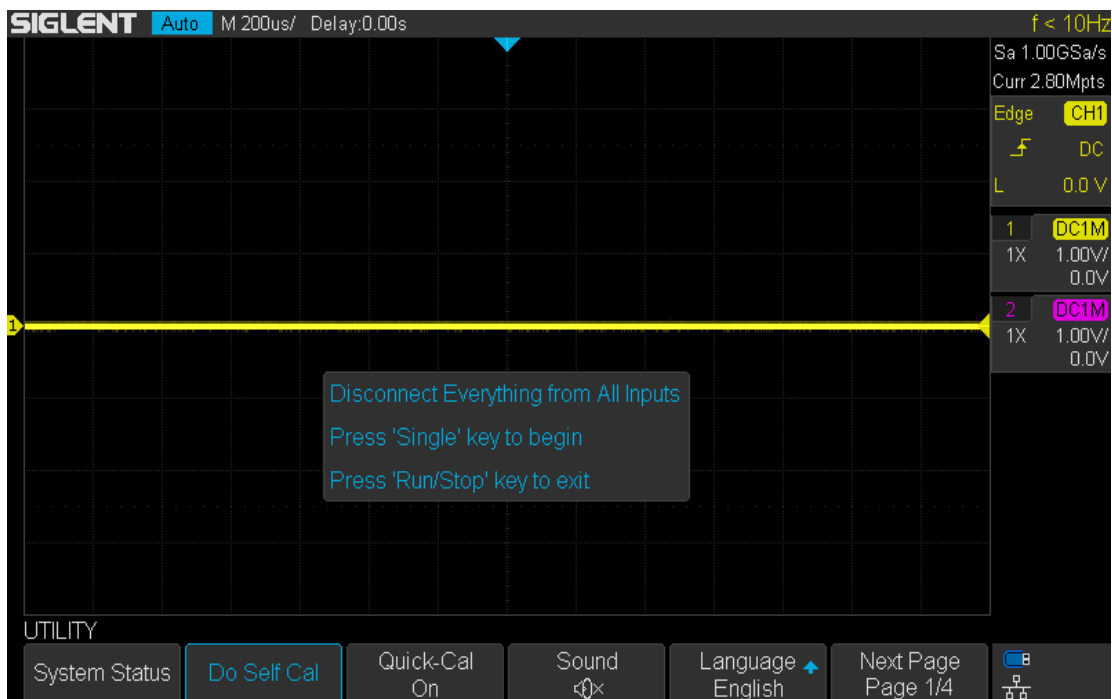 SIGLENT Auto M 200us/ Delay:0.00s f < 10Hz
Sa 1.00GSa/s
Curr 2.80Mpts
Edge CH1
DC
L 0.0 V
1 DC1M
1X 1.00V/
0.0V
2 DC1M
1X 1.00V/
0.0V
1
Disconnect Everything from All Inputs
Press 'Single' key to begin
Press 'Run/Stop' key to exit
UTILITY
System Status
Do Self Cal
Quick-Cal
On
Sound
Language
English
Next Page
Page 1/4